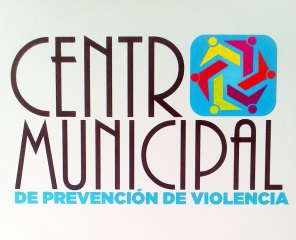 CENTRO
MUNICIPAL
DE PREVENCIÓN DE VIOLENCIA